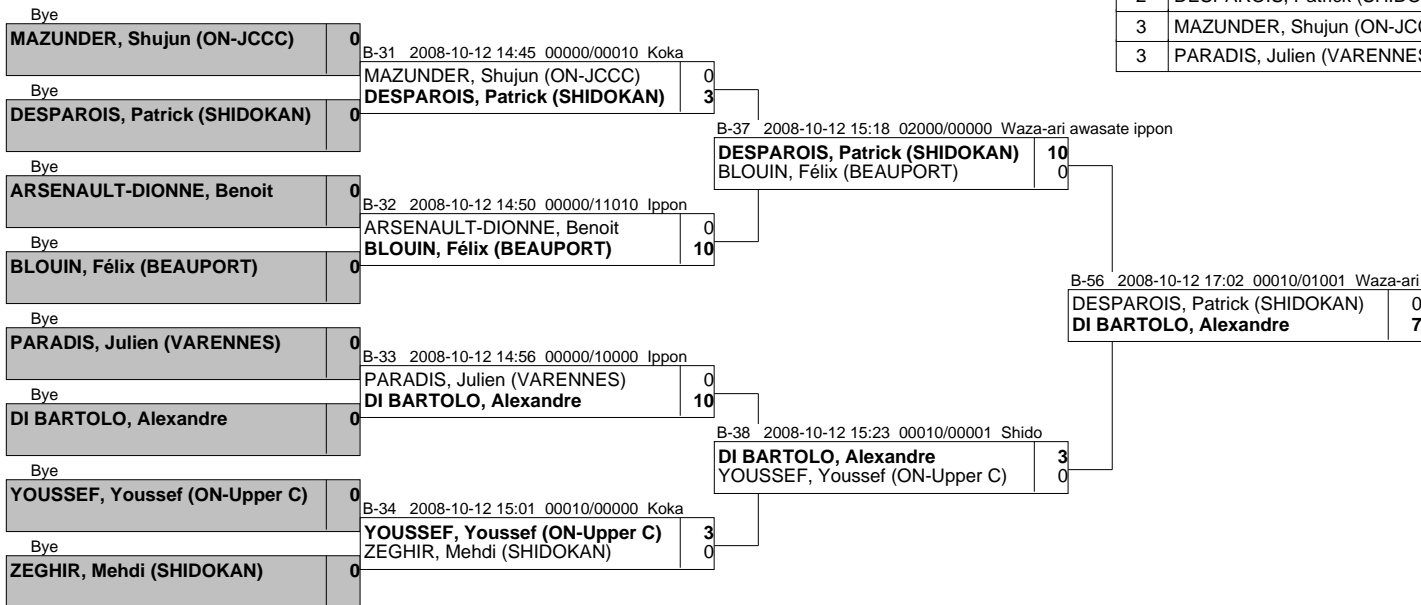 2 DESPAROIS, Patrick
3 MAZUNDER, Shujun
3 PARADIS, Julien
Bye
MAZUNDER, Shujun (ON-JCCC) 0
Bye
DESPAROIS, Patrick (SHIDOKAN) 0
Bye
ARSENAULT-DIONNE, Benoit 0
Bye
BLOUIN, Félix (BEAUPORT) 0
Bye
PARADIS, Julien (VARENNES) 0
Bye
DI BARTOLO, Alexandre 0
Bye
YOUSSEF, Youssef (ON-Upper C) 0
Bye
ZEGHIR, Mehdi (SHIDOKAN) 0
B-31 2008-10-12 14:45 00000/00010 Koka
MAZUNDER, Shujun (ON-JCCC) 0
DESPAROIS, Patrick (SHIDOKAN) 3
B-32 2008-10-12 14:50 00000/11010 Ippon
ARSENAULT-DIONNE, Benoit 0
BLOUIN, Félix (BEAUPORT) 10
B-33 2008-10-12 14:56 00000/10000 Ippon
PARADIS, Julien (VARENNES) 0
DI BARTOLO, Alexandre 10
B-34 2008-10-12 15:01 00010/00000 Koka
YOUSSEF, Youssef (ON-Upper C) 3
ZEGHIR, Mehdi (SHIDOKAN) 0
B-37 2008-10-12 15:18 02000/00000 Waza-ari awasate ippon
DESPAROIS, Patrick (SHIDOKAN) 10
BLOUIN, Félix (BEAUPORT) 0
B-38 2008-10-12 15:23 00010/00001 Shido
DI BARTOLO, Alexandre 3
YOUSSEF, Youssef (ON-Upper C) 0
B-56 2008-10-12 17:02 00010/01001 Waza-ari
DESPAROIS, Patrick (SHIDOKAN) 0
DI BARTOLO, Alexandre 7